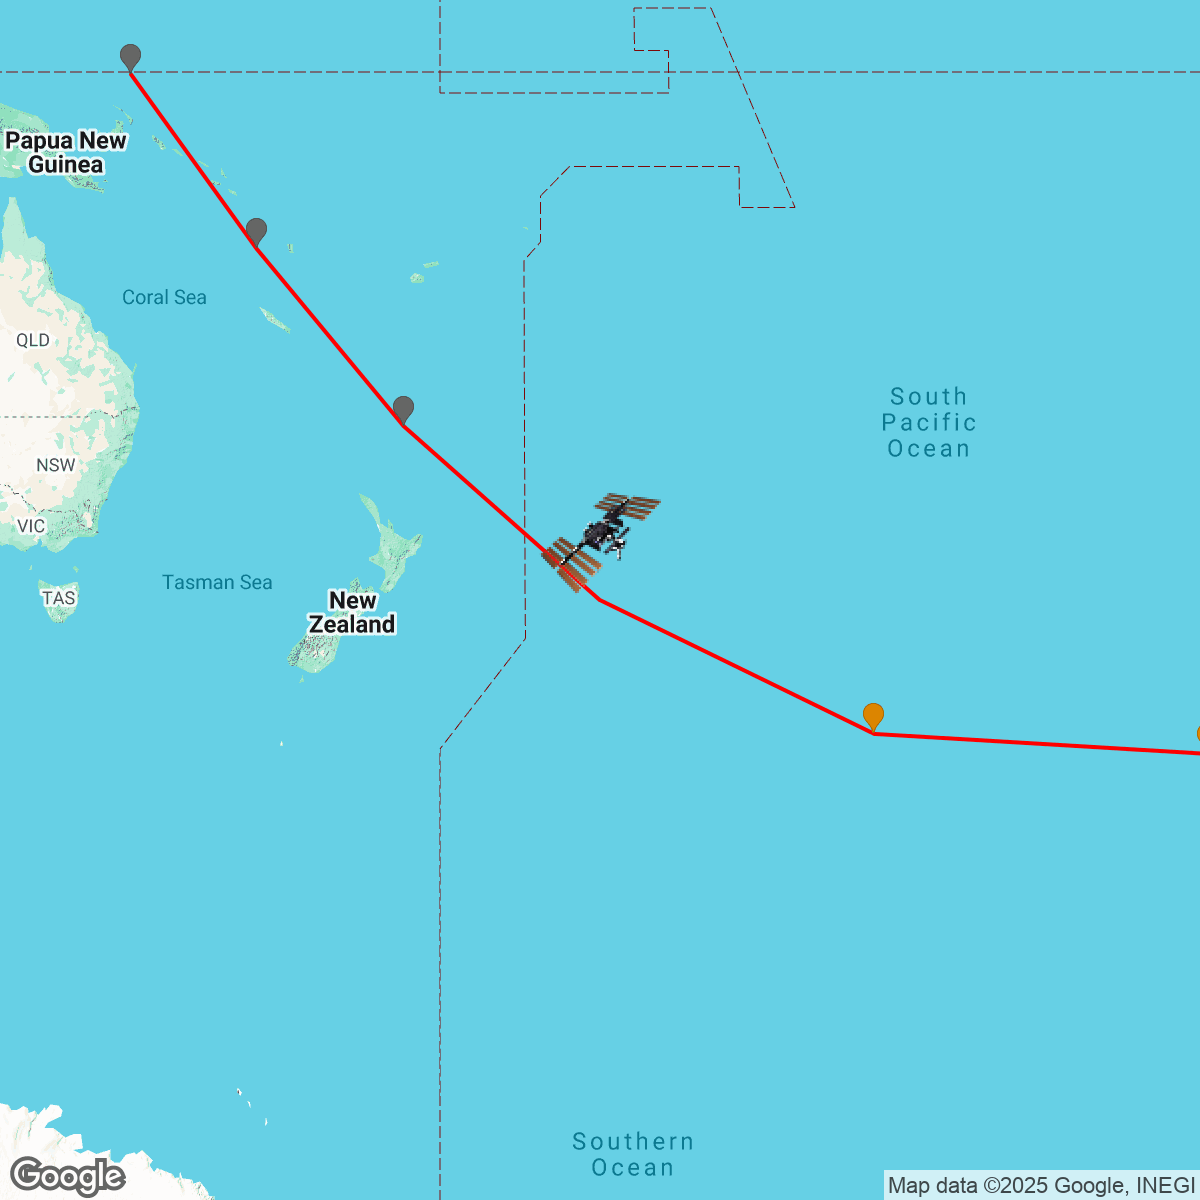 Papua New
Guinea
Coral Sea
QLD
South
Pacific
Ocean
NSW
VIC
Tasman Sea
TAS
New
Zealand
Southern
Ocean
Google
Map data ©2025 Google, INEGI